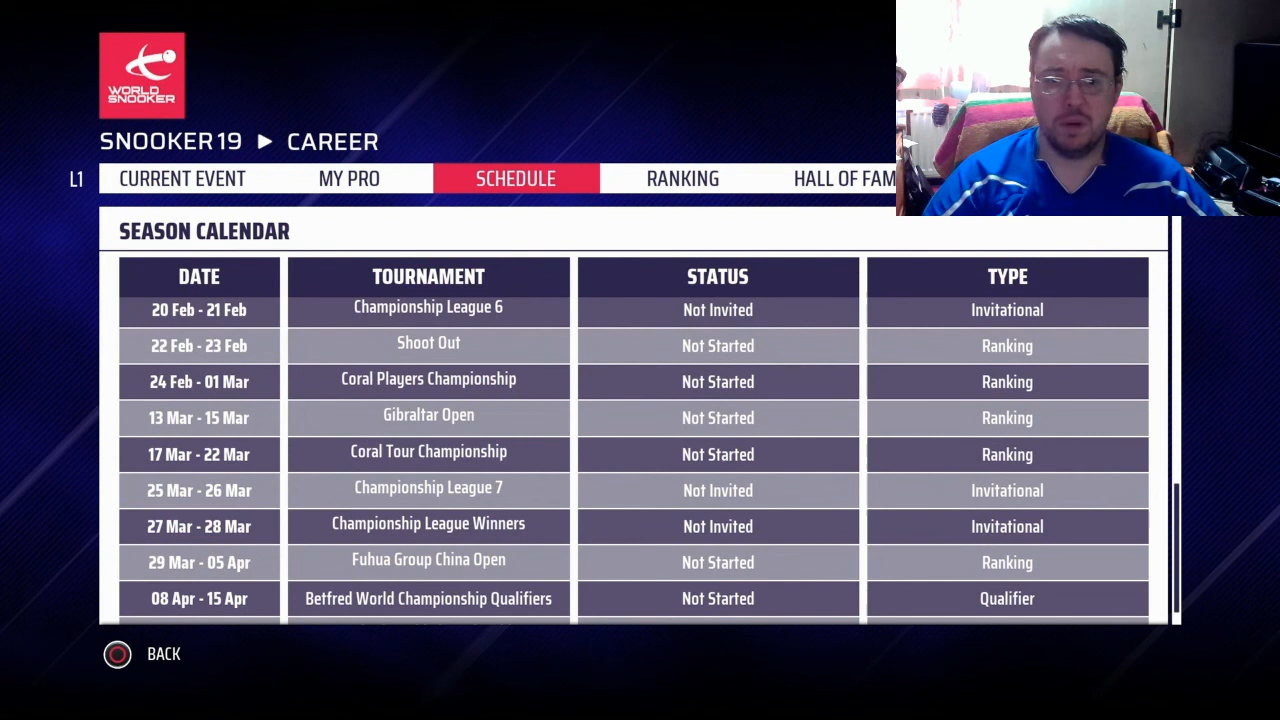 WORLD
SNOOKER
SNOOKER 19 ► CAREER
L1 CURRENT EVENT MY PRO SCHEDULE RANKING HALL OF FAM
SEASON CALENDAR
DATE TOURNAMENT STATUS TYPE
20 Feb - 21 Feb Championship League 6 Not Invited Invitational
22 Feb - 23 Feb Shoot Out Not Started Ranking
24 Feb - 01 Mar Coral Players Championship Not Started Ranking
13 Mar - 15 Mar Gibraltar Open Not Started Ranking
17 Mar - 22 Mar Coral Tour Championship Not Started Ranking
25 Mar - 26 Mar Championship League 7 Not Invited Invitational
27 Mar - 28 Mar Championship League Winners Not Invited Invitational
29 Mar - 05 Apr Fuhua Group China Open Not Started Ranking
08 Apr - 15 Apr Betfred World Championship Qualifiers Not Started Qualifier
BACK